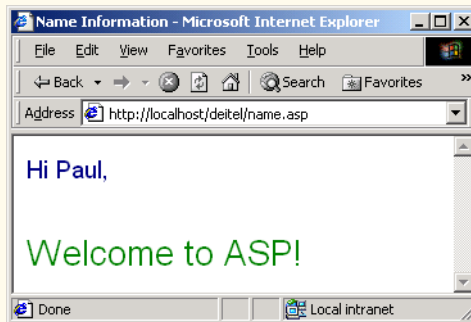 Name Information - Microsoft Internet Explorer
File Edit View Favorites Tools Help
Back Search Favorites »
Address http://localhost/deitel/name.asp
Hi Paul,
Welcome to ASP!
Done Local intranet